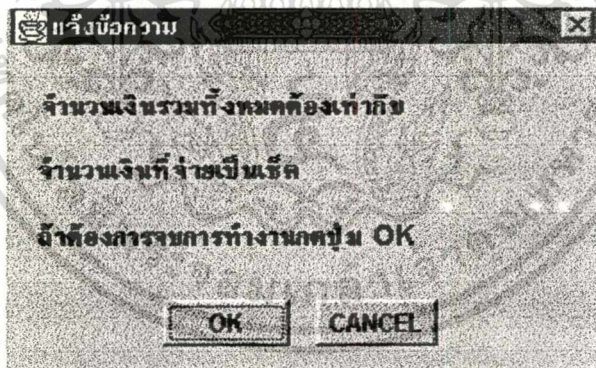 แจ้งข้อความ
จำนวนเงินรวมทั้งหมดต้องเท่ากับ
จำนวนเงินที่จ่ายเป็นเช็ค
ถ้าต้องการจบการทำงานกดปุ่ม OK
OK CANCEL